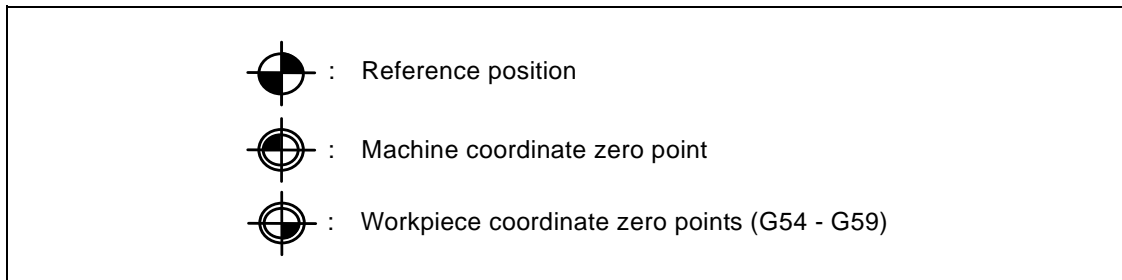 : Reference position
: Machine coordinate zero point
: Workpiece coordinate zero points (G54 - G59)